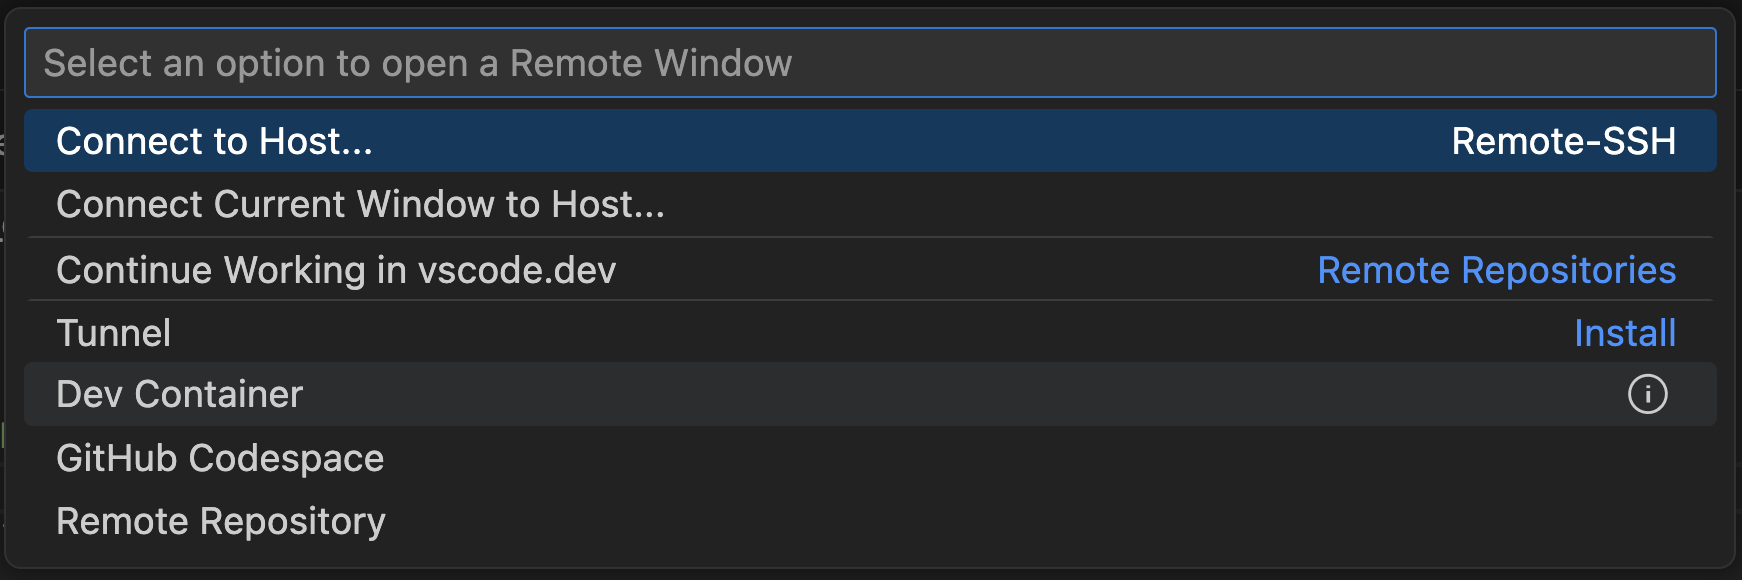 Select an option to open a Remote Window
Connect to Host... Remote-SSH
Connect Current Window to Host...
Continue Working in vscode.dev Remote Repositories
Tunnel Install
Dev Container
GitHub Codespace
Remote Repository